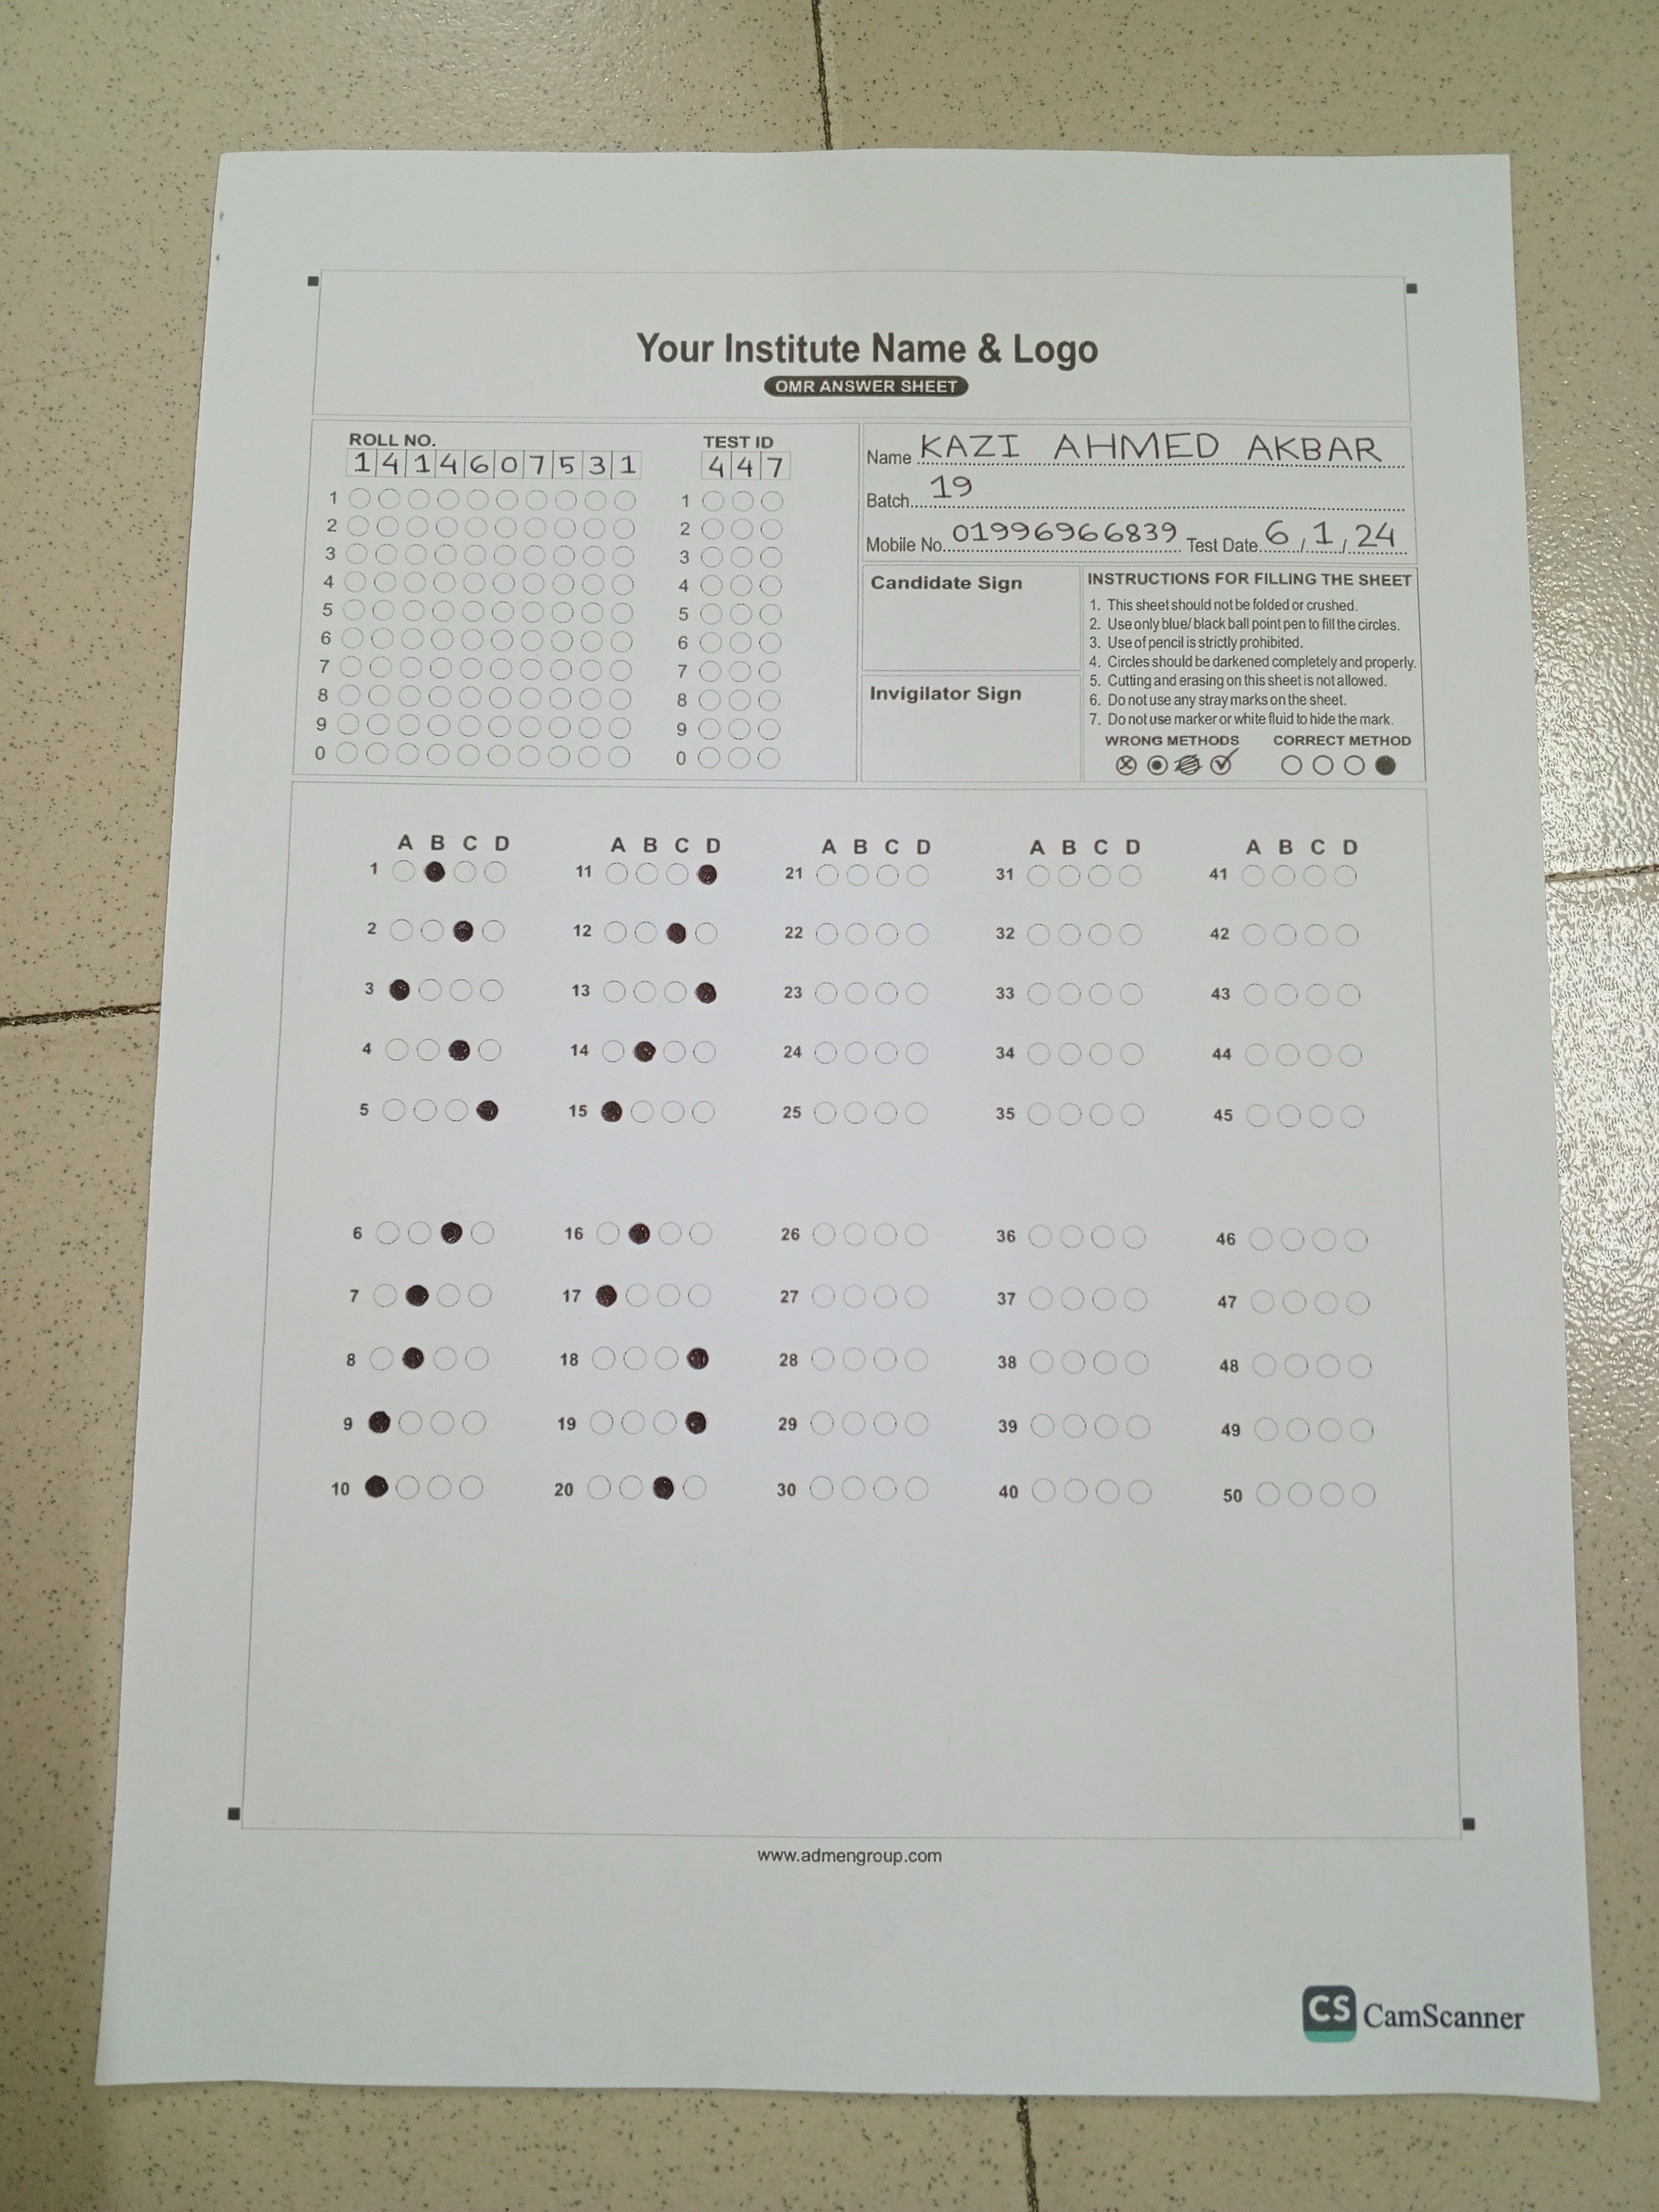 Your Institute Name & Logo
OMR ANSWER SHEET
ROLL NO.
1 4 1 4 6 0 7 5 3 1
1
2
3
4
5
6
7
8
9
0
TEST ID
4 4 7
1
2
3
4
5
6
7
8
9
0
Name KAZI AHMED AKBAR
Batch 19
Mobile No. 01996966839 Test Date 6, 1, 24
Candidate Sign
Invigilator Sign
INSTRUCTIONS FOR FILLING THE SHEET
1. This sheet should not be folded or crushed.
2. Use only blue/ black ball point pen to fill the circles.
3. Use of pencil is strictly prohibited.
4. Circles should be darkened completely and properly.
5. Cutting and erasing on this sheet is not allowed.
6. Do not use any stray marks on the sheet.
7. Do not use marker or white fluid to hide the mark.
WRONG METHODS CORRECT METHOD
A B C D
1
2
3
4
5
6
7
8
9
10
A B C D
11
12
13
14
15
16
17
18
19
20
A B C D
21
22
23
24
25
26
27
28
29
30
A B C D
31
32
33
34
35
36
37
38
39
40
A B C D
41
42
43
44
45
46
47
48
49
50
www.admengroup.com
CS CamScanner